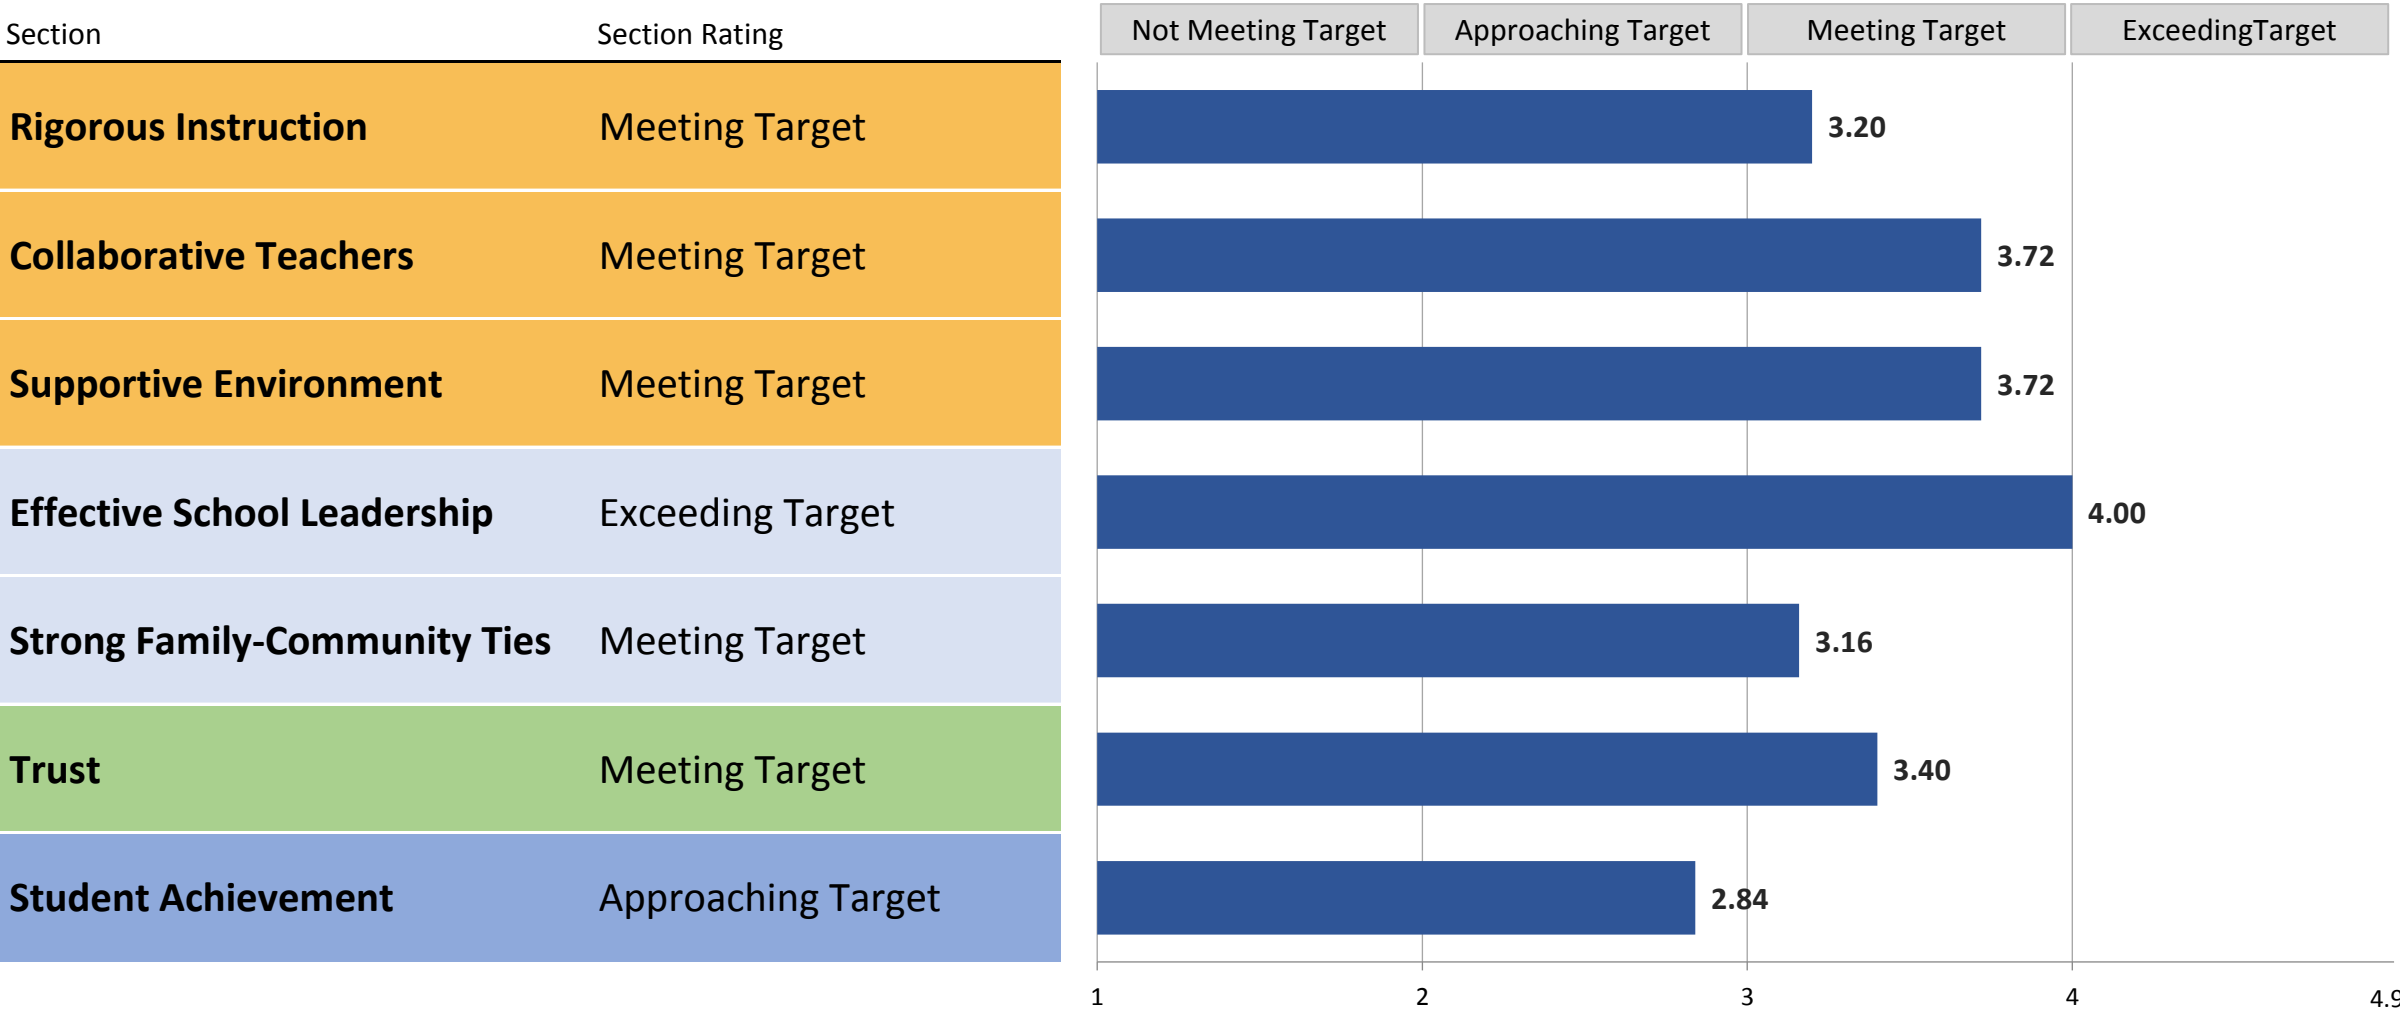 Section Section Rating Not Meeting Target Approaching Target Meeting Target ExceedingTarget
Rigorous Instruction Meeting Target 3.20
Collaborative Teachers Meeting Target 3.72
Supportive Environment Meeting Target 3.72
Effective School Leadership Exceeding Target 4.00
Strong Family-Community Ties Meeting Target 3.16
Trust Meeting Target 3.40
Student Achievement Approaching Target 2.84
1 2 3 4 4.9